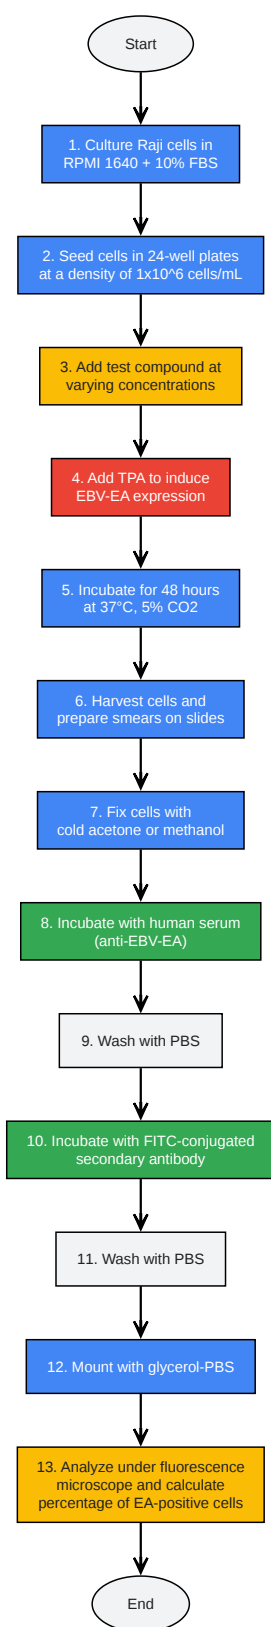 Start
1. Culture Raji cells in
RPMI 1640 + 10% FBS
2. Seed cells in 24-well plates
at a density of 1x10^6 cells/mL
3. Add test compound at
varying concentrations
4. Add TPA to induce
EBV-EA expression
5. Incubate for 48 hours
at 37°C, 5% CO2
6. Harvest cells and
prepare smears on slides
7. Fix cells with
cold acetone or methanol
8. Incubate with human serum
(anti-EBV-EA)
9. Wash with PBS
10. Incubate with FITC-conjugated
secondary antibody
11. Wash with PBS
12. Mount with glycerol-PBS
13. Analyze under fluorescence
microscope and calculate
percentage of EA-positive cells
End